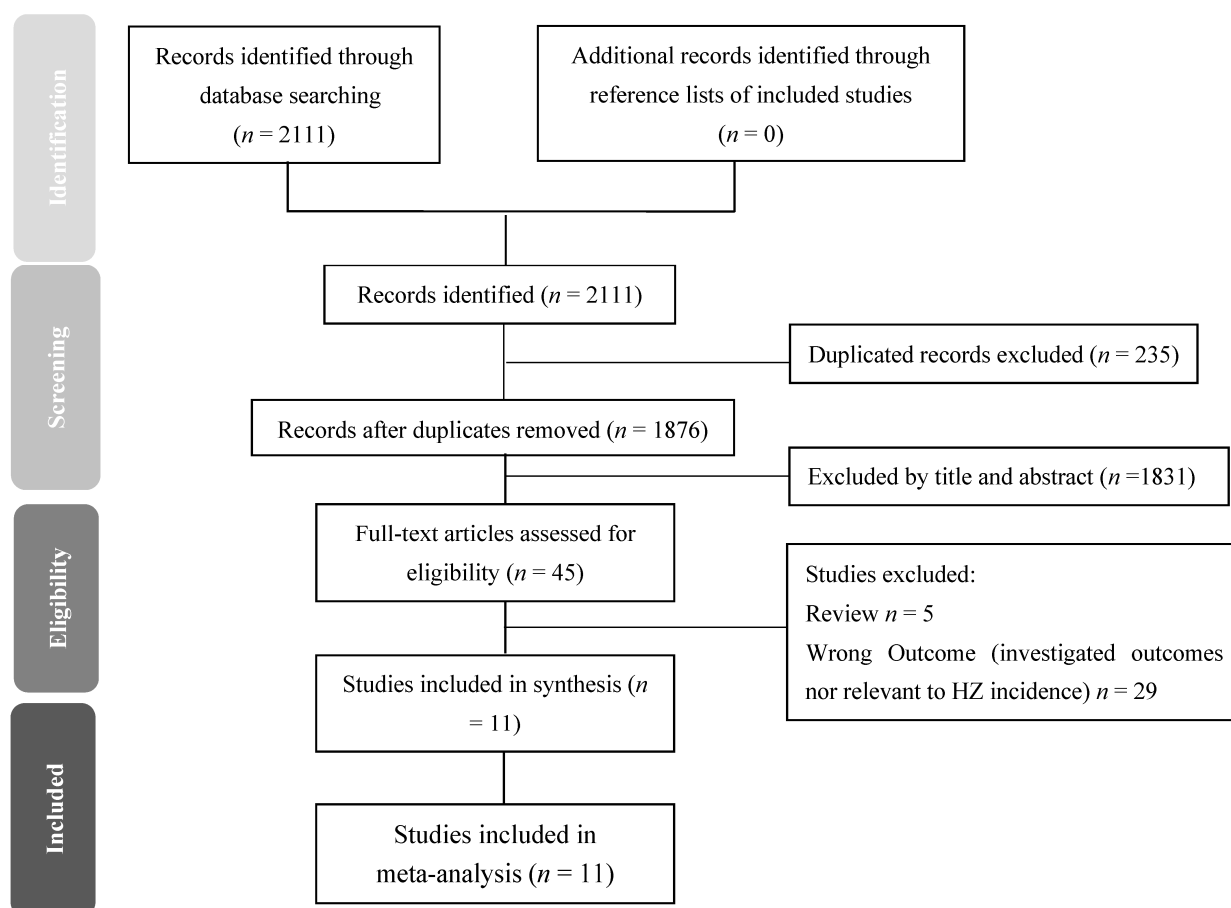 Identification
Records identified through
database searching
(n = 2111)
Additional records identified through
reference lists of included studies
(n = 0)
Screening
Records identified (n = 2111)
Duplicated records excluded (n = 235)
Records after duplicates removed (n = 1876)
Excluded by title and abstract (n =1831)
Eligibility
Full-text articles assessed for
eligibility (n = 45)
Studies excluded:
Review n = 5
Wrong Outcome (investigated outcomes
nor relevant to HZ incidence) n = 29
Studies included in synthesis (n
= 11)
Included
Studies included in
meta-analysis (n = 11)